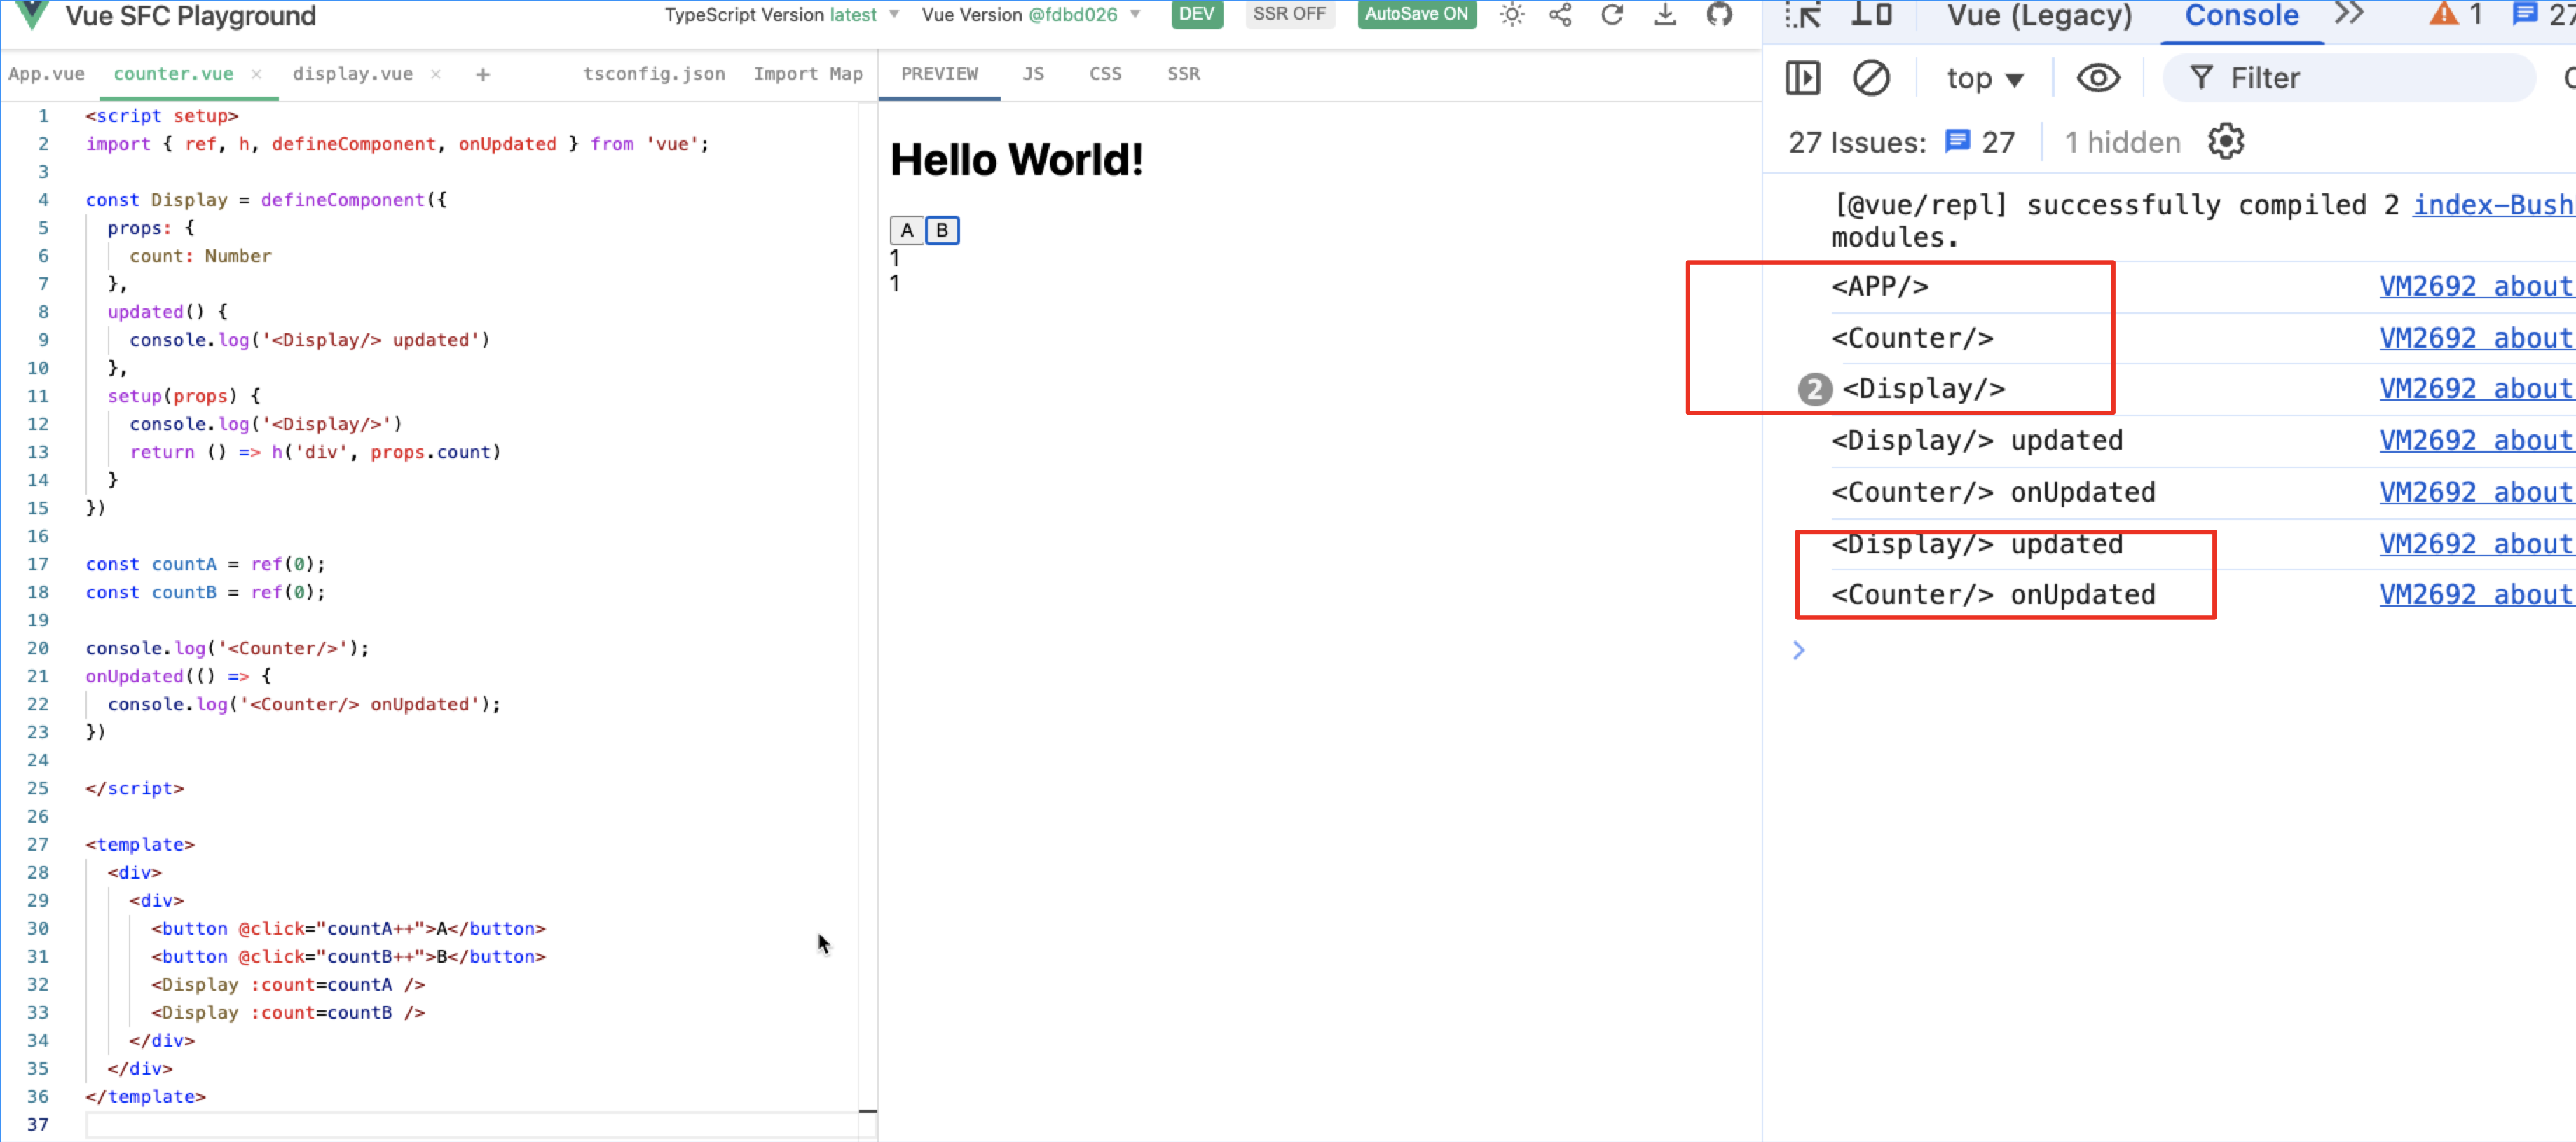 Vue SFC Playground
TypeScript Version latest
Vue Version @fdbd026
DEV
SSR OFF
AutoSave ON
App.vue
counter.vue ×
display.vue ×
+
tsconfig.json
Import Map
1 <script setup>
2 import { ref, h, defineComponent, onUpdated } from 'vue';
3
4 const Display = defineComponent({
5   props: {
6     count: Number
7   },
8   updated() {
9     console.log('<Display/> updated')
10   },
11   setup(props) {
12     console.log('<Display/>')
13     return () => h('div', props.count)
14   }
15 })
16
17 const countA = ref(0);
18 const countB = ref(0);
19
20 console.log('<Counter/>');
21 onUpdated(() => {
22   console.log('<Counter/> onUpdated');
23 })
24
25 </script>
26
27 <template>
28   <div>
29     <div>
30       <button @click="countA++">A</button>
31       <button @click="countB++">B</button>
32       <Display :count=countA />
33       <Display :count=countB />
34     </div>
35   </div>
36 </template>
37
PREVIEW
JS
CSS
SSR
Hello World!
A
B
1
1
Vue (Legacy)
Console
1
27
top
Filter
27 Issues: 27
1 hidden
[@vue/repl] successfully compiled 2 index-Bush
modules.
<APP/> VM2692 about
<Counter/> VM2692 about
2 <Display/> VM2692 about
<Display/> updated VM2692 about
<Counter/> onUpdated VM2692 about
<Display/> updated VM2692 about
<Counter/> onUpdated VM2692 about